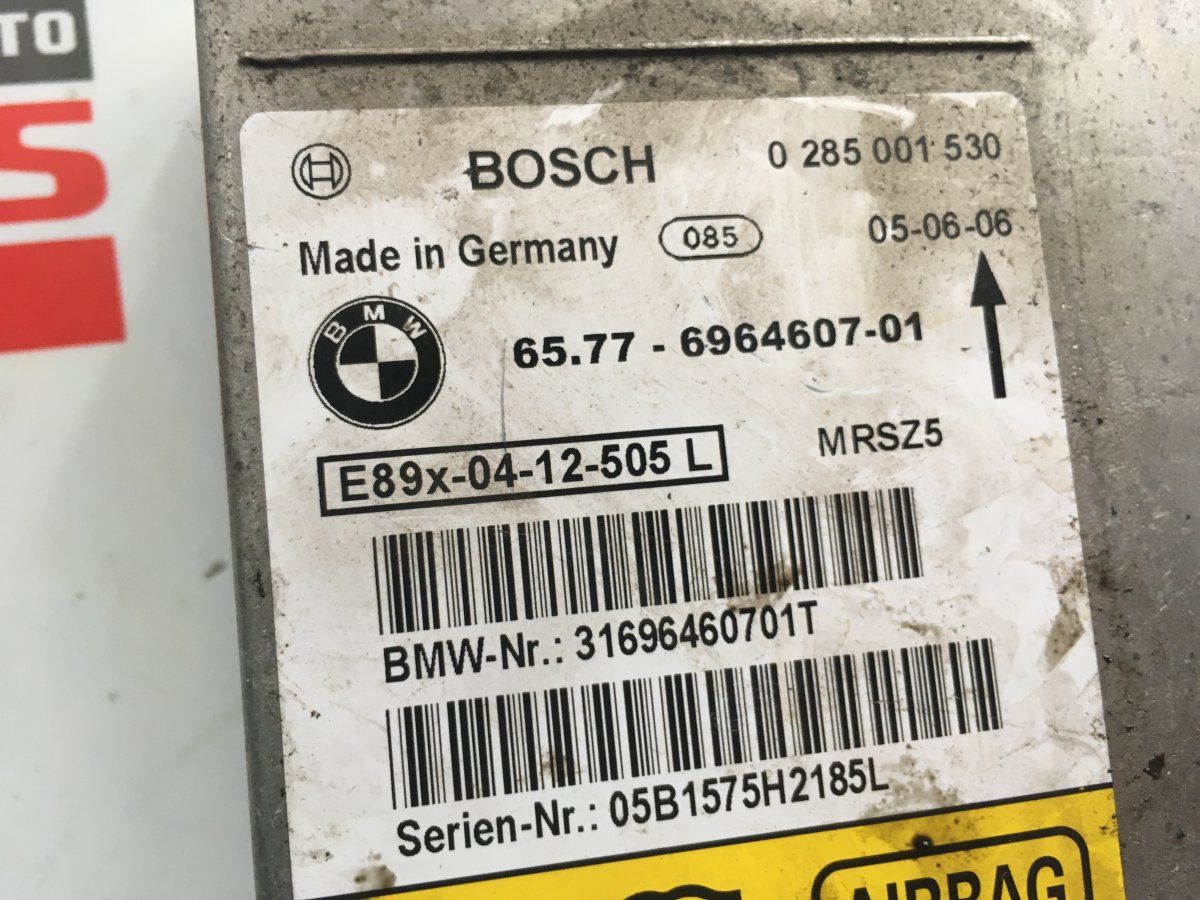 TO
S
BOSCH 0 285 001 530
Made in Germany 085 05-06-06
BMW 65.77 - 6964607-01
E89x-04-12-505 L MRSZ5
BMW-Nr.: 31696460701T
Serien-Nr.: 05B1575H2185L
AIRBAG